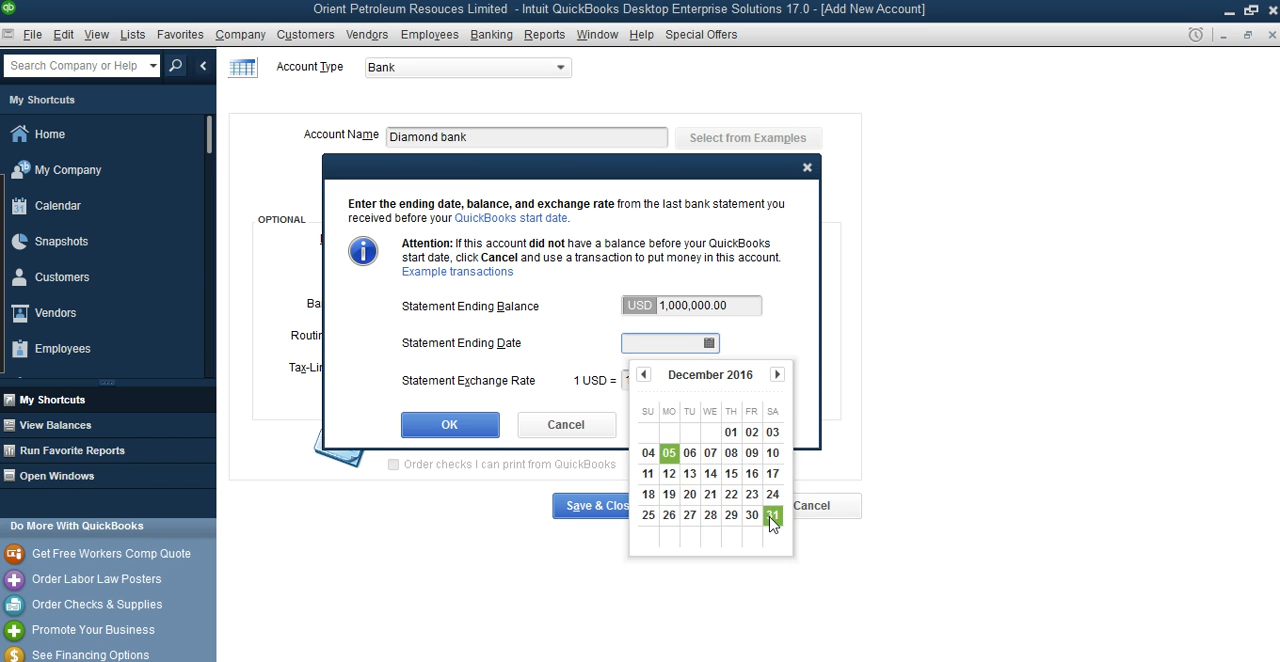 Orient Petroleum Resouces Limited - Intuit QuickBooks Desktop Enterprise Solutions 17.0 - [Add New Account]
File Edit View Lists Favorites Company Customers Vendors Employees Banking Reports Window Help Special Offers
Search Company or Help
Account Type Bank
My Shortcuts
Account Name Diamond bank Select from Examples
Home
My Company
Calendar
Snapshots
Customers
Vendors
Employees
OPTIONAL
Ba
Routin
Tax-Lin
Enter the ending date, balance, and exchange rate from the last bank statement you
received before your QuickBooks start date.
Attention: If this account did not have a balance before your QuickBooks
start date, click Cancel and use a transaction to put money in this account.
Example transactions
Statement Ending Balance USD 1,000,000.00
Statement Ending Date
Statement Exchange Rate 1 USD =
OK Cancel
December 2016
SU MO TU WE TH FR SA
01 02 03
04 05 06 07 08 09 10
11 12 13 14 15 16 17
18 19 20 21 22 23 24
25 26 27 28 29 30 31
Order checks I can print from QuickBooks
Save & Clos Cancel
My Shortcuts
View Balances
Run Favorite Reports
Open Windows
Do More With QuickBooks
Get Free Workers Comp Quote
Order Labor Law Posters
Order Checks & Supplies
Promote Your Business
See Financing Options